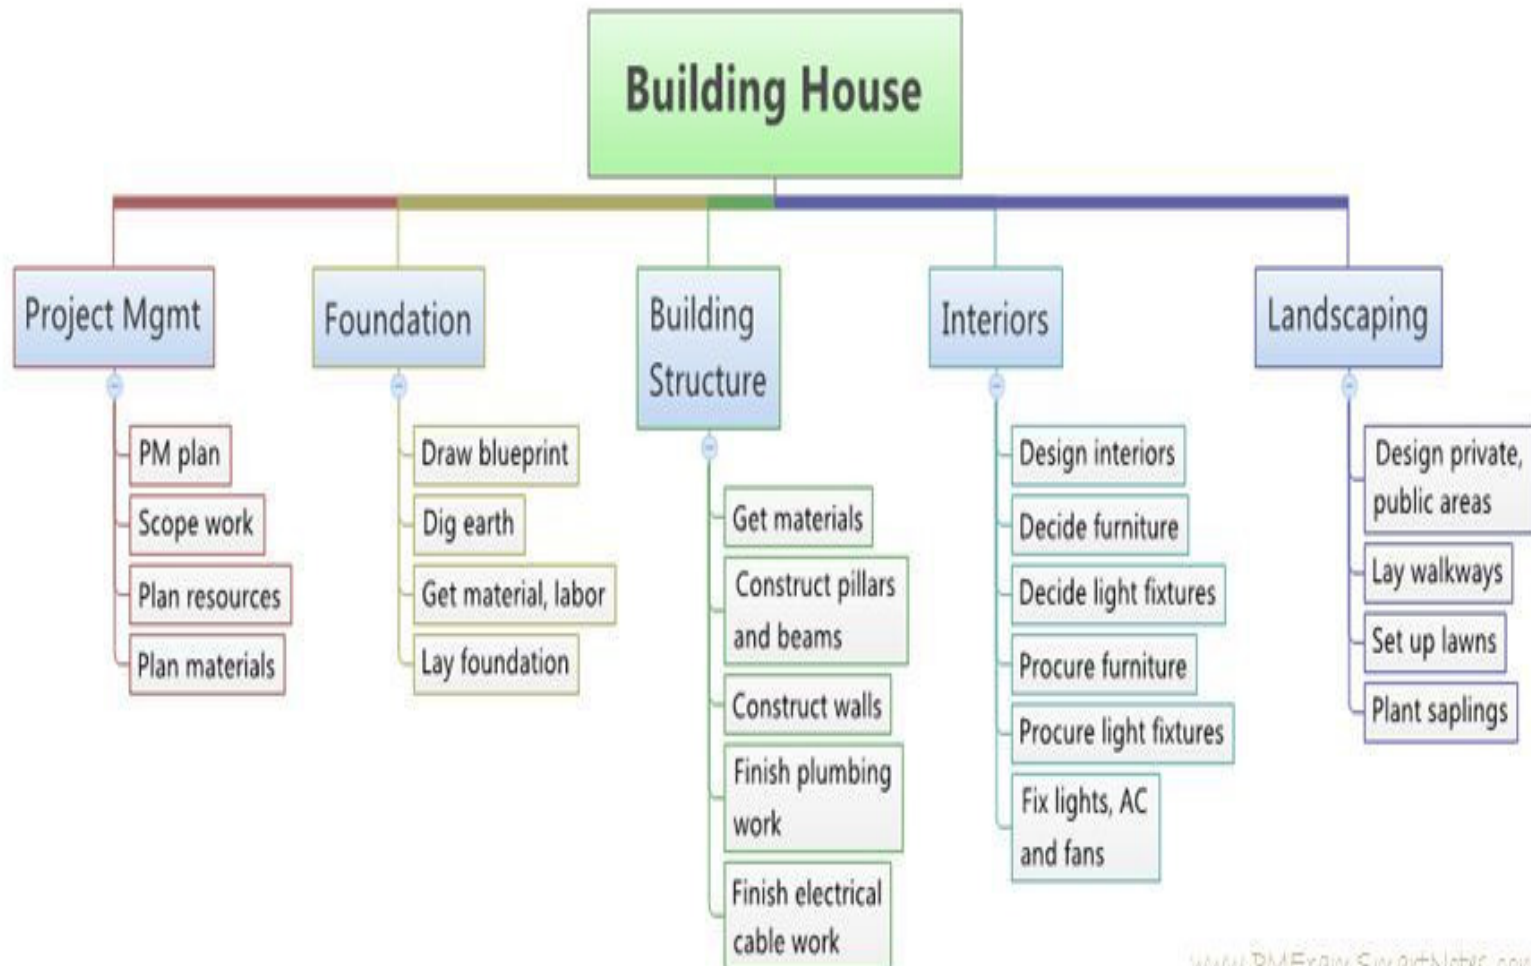 Building House
Project Mgmt
PM plan
Scope work
Plan resources
Plan materials
Foundation
Draw blueprint
Dig earth
Get material, labor
Lay foundation
Building
Structure
Get materials
Construct pillars
and beams
Construct walls
Finish plumbing
work
Finish electrical
cable work
Interiors
Design interiors
Decide furniture
Decide light fixtures
Procure furniture
Procure light fixtures
Fix lights, AC
and fans
Landscaping
Design private,
public areas
Lay walkways
Set up lawns
Plant saplings